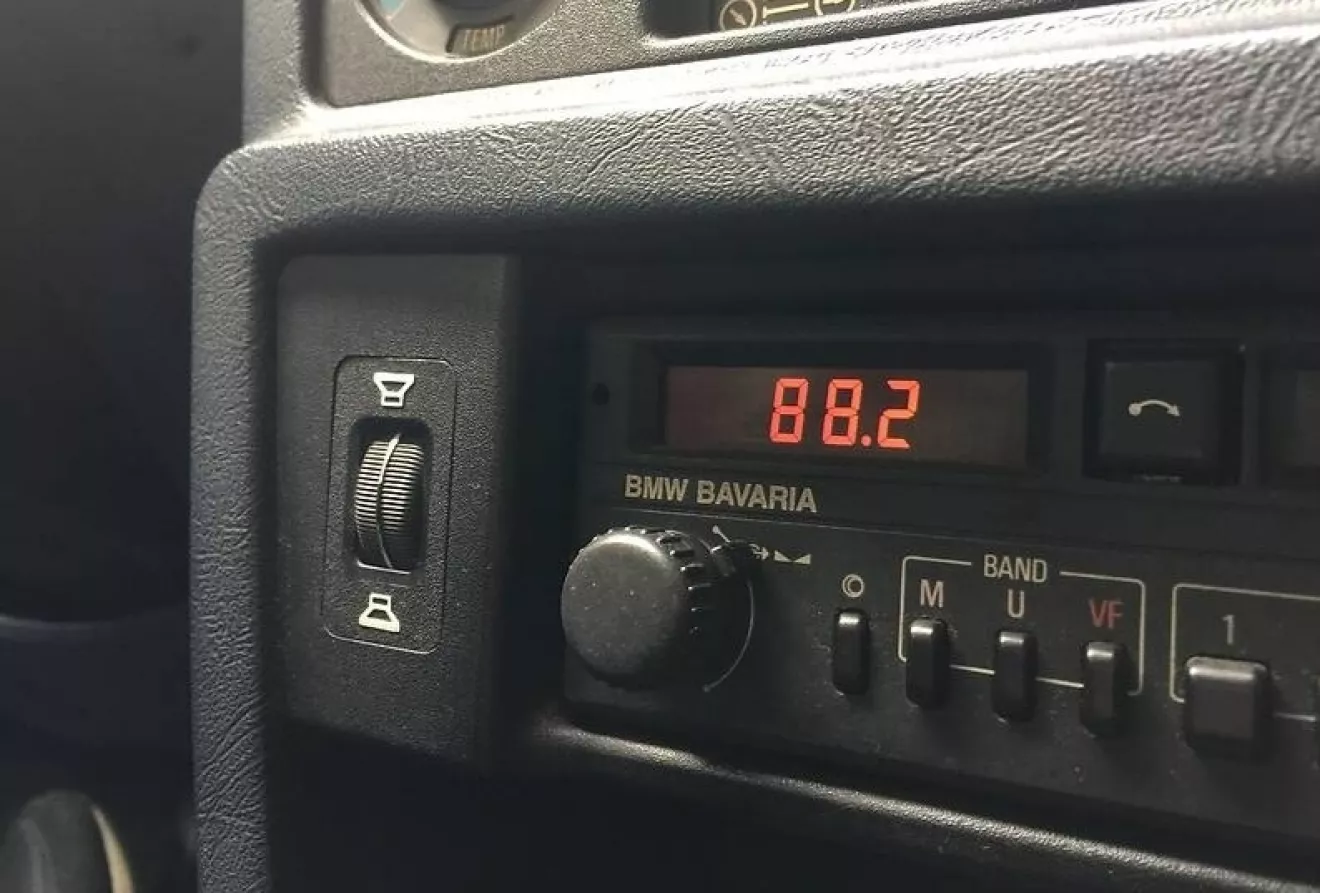 TEMP
88.2
BMW BAVARIA
BAND
M U VF
1